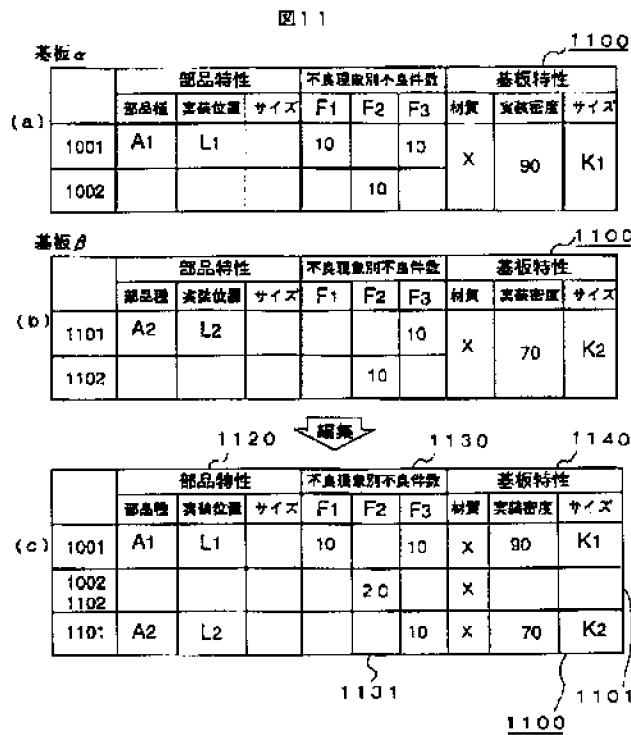 図11
基板α
1100
部品特性 不良現象別不良件数 基板特性
(a)
部品種 実装位置 サイズ F1 F2 F3 材質 実装密度 サイズ
1001 A1 L1 10 10 X 90 K1
1002 10
基板β
1100
部品特性 不良現象別不良件数 基板特性
部品種 実装位置 サイズ F1 F2 F3 材質 実装密度 サイズ
(b)
1101 A2 L2 10 X 70 K2
1102 10
編集
1120 1130 1140
部品特性 不良現象別不良件数 基板特性
部品種 実装位置 サイズ F1 F2 F3 材質 実装密度 サイズ
(c) 1001 A1 L1 10 10 X 90 K1
1002
1102 20 X
1101 A2 L2 10 X 70 K2
1131 1101
1100